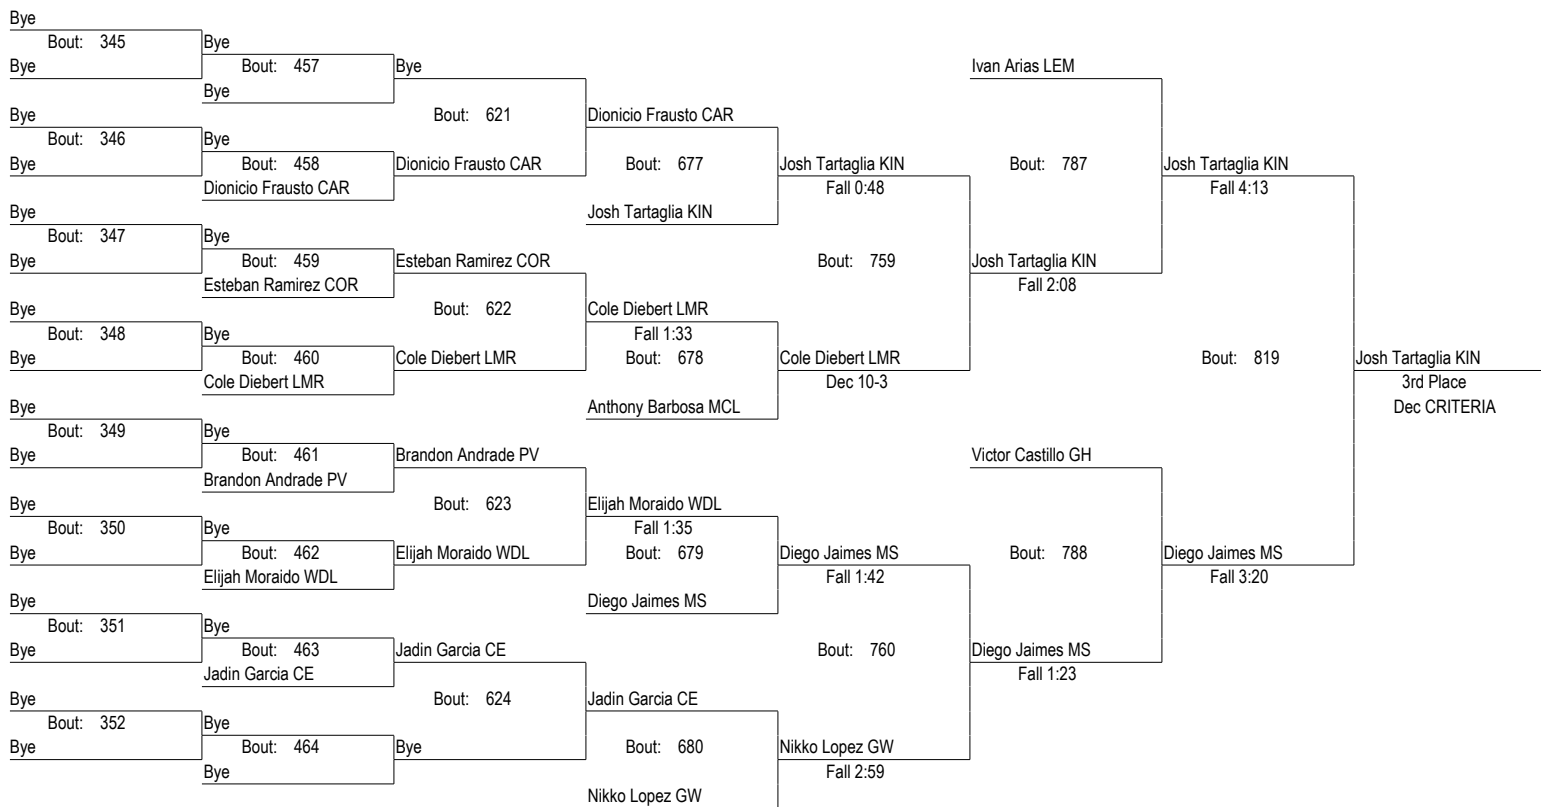 Bye
Bout: 345
Bye
Bye
Bout: 457
Bye
Bye
Ivan Arias LEM
Bye
Bout: 621
Dionicio Frausto CAR
Bye
Bout: 346
Bye
Bye
Bout: 458
Dionicio Frausto CAR
Bout: 677
Josh Tartaglia KIN
Bout: 787
Josh Tartaglia KIN
Dionicio Frausto CAR
Fall 0:48
Fall 4:13
Bye
Josh Tartaglia KIN
Bout: 347
Bye
Bye
Bout: 459
Esteban Ramirez COR
Bout: 759
Josh Tartaglia KIN
Esteban Ramirez COR
Fall 2:08
Bye
Bout: 622
Cole Diebert LMR
Bout: 348
Bye
Fall 1:33
Bye
Bout: 460
Cole Diebert LMR
Bout: 678
Cole Diebert LMR
Bout: 819
Josh Tartaglia KIN
Cole Diebert LMR
Dec 10-3
3rd Place
Bye
Anthony Barbosa MCL
Dec CRITERIA
Bout: 349
Bye
Bye
Bout: 461
Brandon Andrade PV
Victor Castillo GH
Brandon Andrade PV
Bye
Bout: 623
Elijah Moraido WDL
Bout: 350
Bye
Fall 1:35
Bye
Bout: 462
Elijah Moraido WDL
Bout: 679
Diego Jaimes MS
Bout: 788
Diego Jaimes MS
Elijah Moraido WDL
Fall 1:42
Fall 3:20
Bye
Diego Jaimes MS
Bout: 351
Bye
Bye
Bout: 463
Jadin Garcia CE
Bout: 760
Diego Jaimes MS
Jadin Garcia CE
Fall 1:23
Bye
Bout: 624
Jadin Garcia CE
Bout: 352
Bye
Bye
Bout: 464
Bye
Bout: 680
Nikko Lopez GW
Bye
Fall 2:59
Nikko Lopez GW